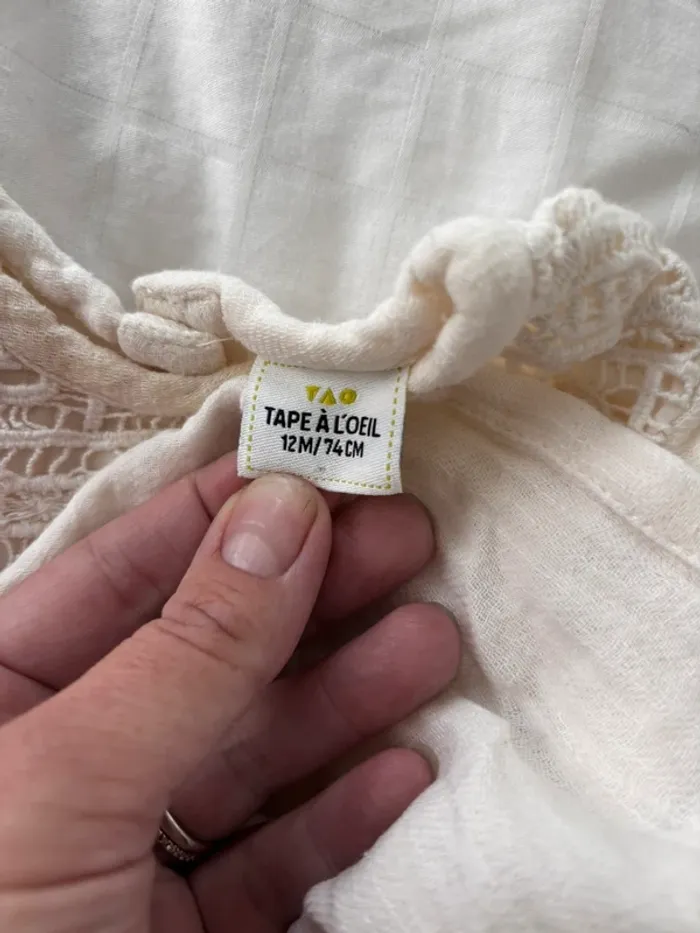 TAO
TAPE À L'OEIL
12M/74CM